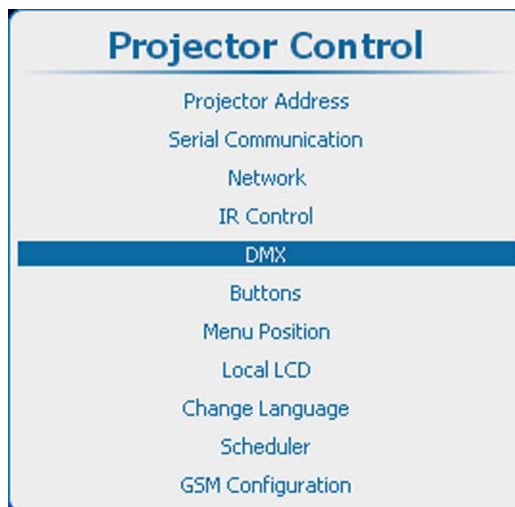 Projector Control
Projector Address
Serial Communication
Network
IR Control
DMX
Buttons
Menu Position
Local LCD
Change Language
Scheduler
GSM Configuration